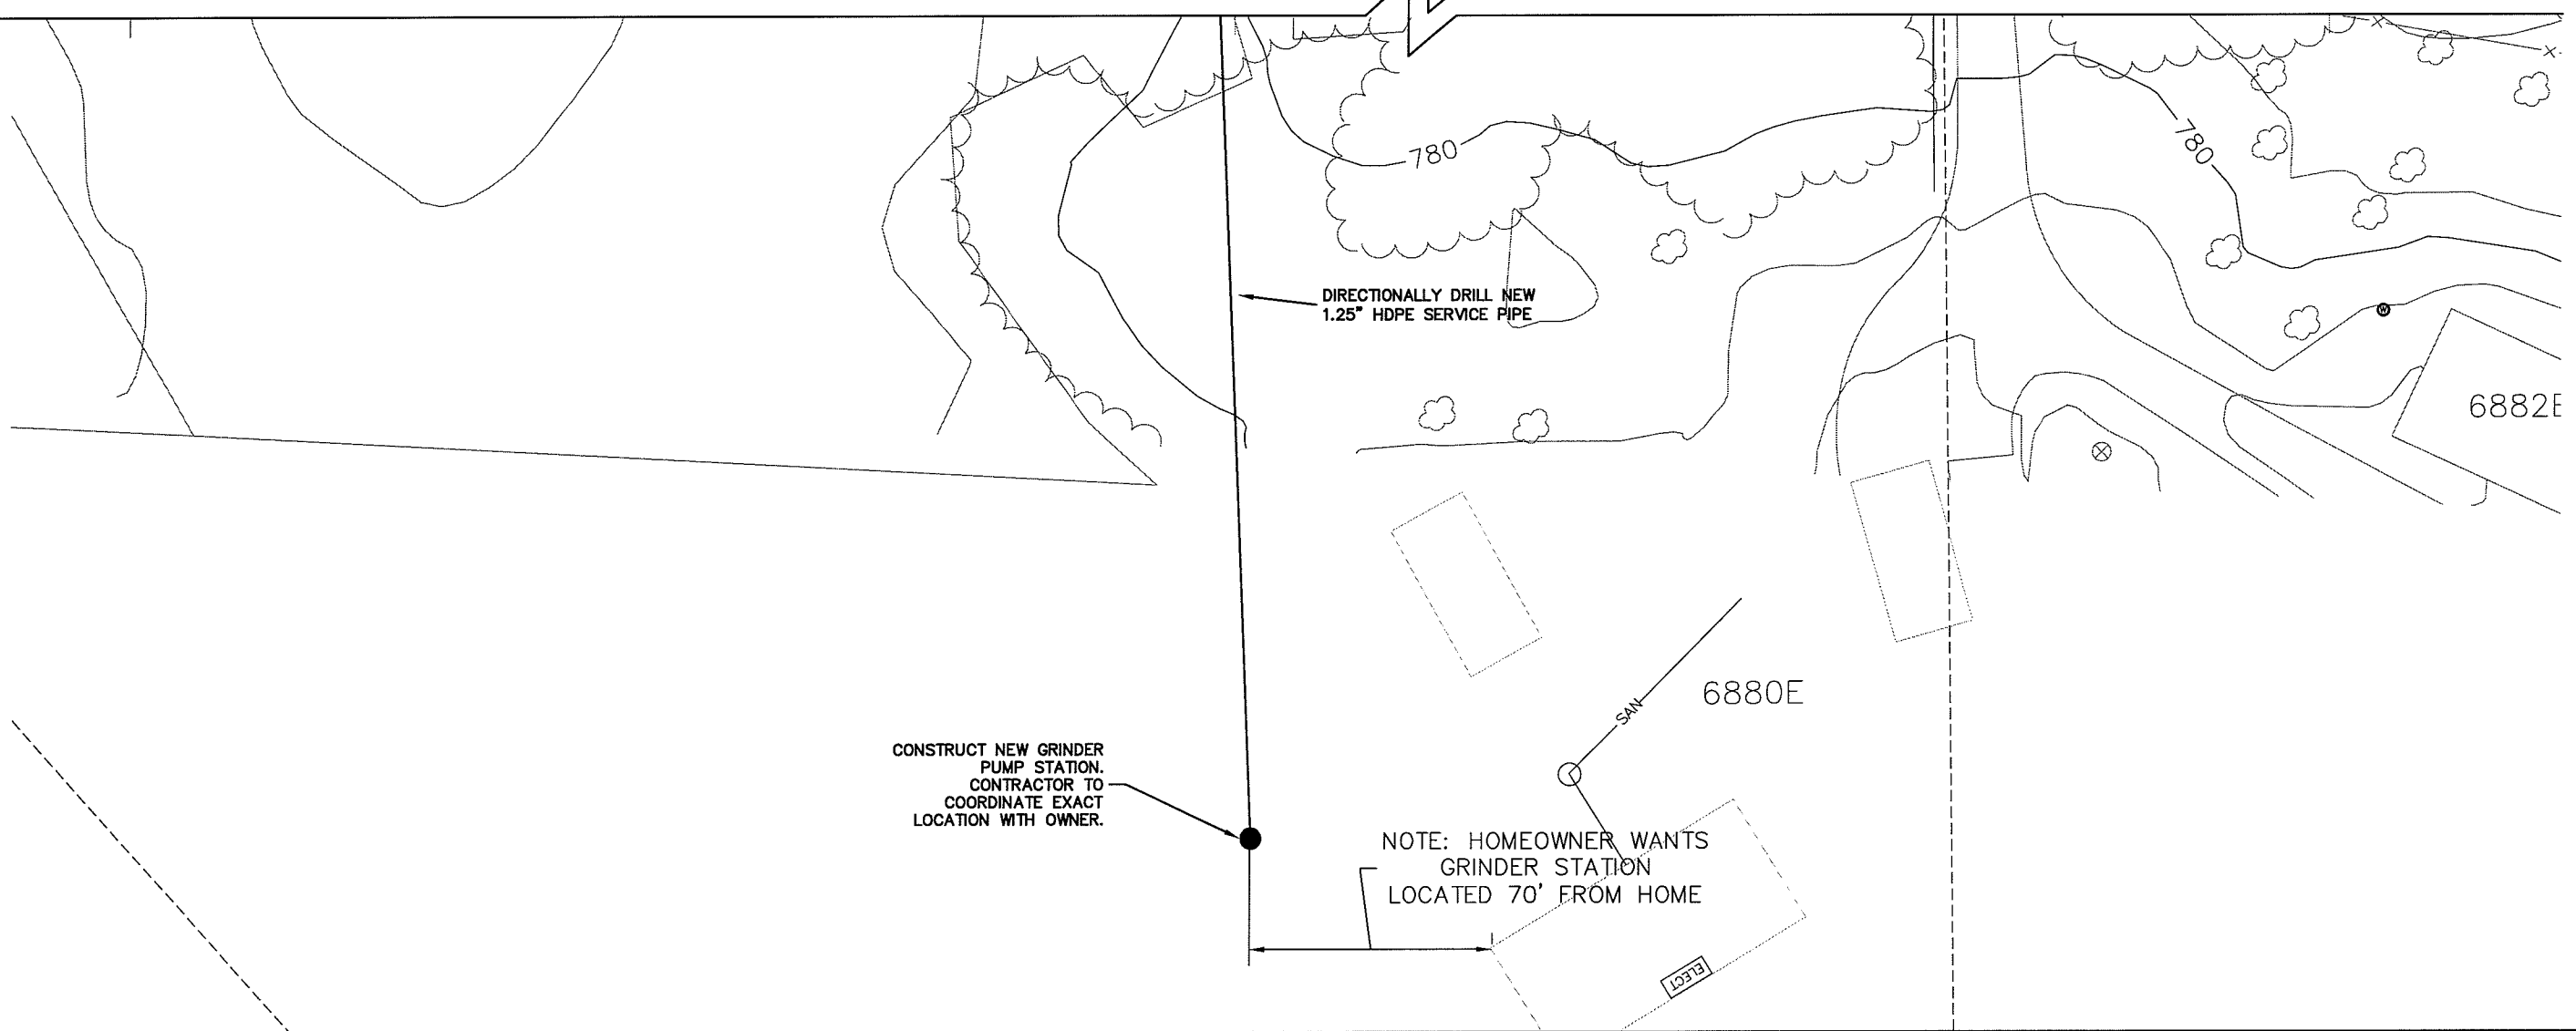 780
780
DIRECTIONALLY DRILL NEW
1.25" HDPE SERVICE PIPE
W
6882E
6880E
SAN
CONSTRUCT NEW GRINDER
PUMP STATION.
CONTRACTOR TO
COORDINATE EXACT
LOCATION WITH OWNER.
NOTE: HOMEOWNER WANTS
GRINDER STATION
LOCATED 70' FROM HOME
ELECT